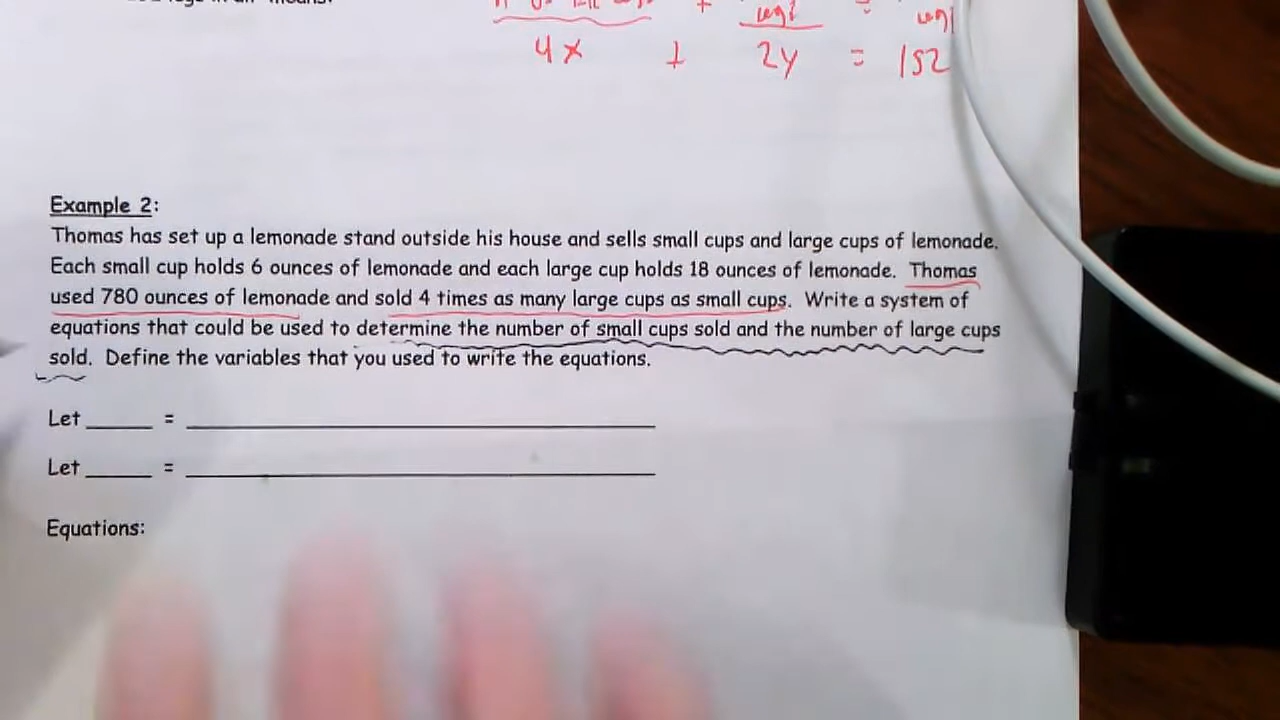 4x + 2y = 152
Example 2:
Thomas has set up a lemonade stand outside his house and sells small cups and large cups of lemonade.
Each small cup holds 6 ounces of lemonade and each large cup holds 18 ounces of lemonade. Thomas
used 780 ounces of lemonade and sold 4 times as many large cups as small cups. Write a system of
equations that could be used to determine the number of small cups sold and the number of large cups
sold. Define the variables that you used to write the equations.
Let _____ = _____
Let _____ = _____
Equations: